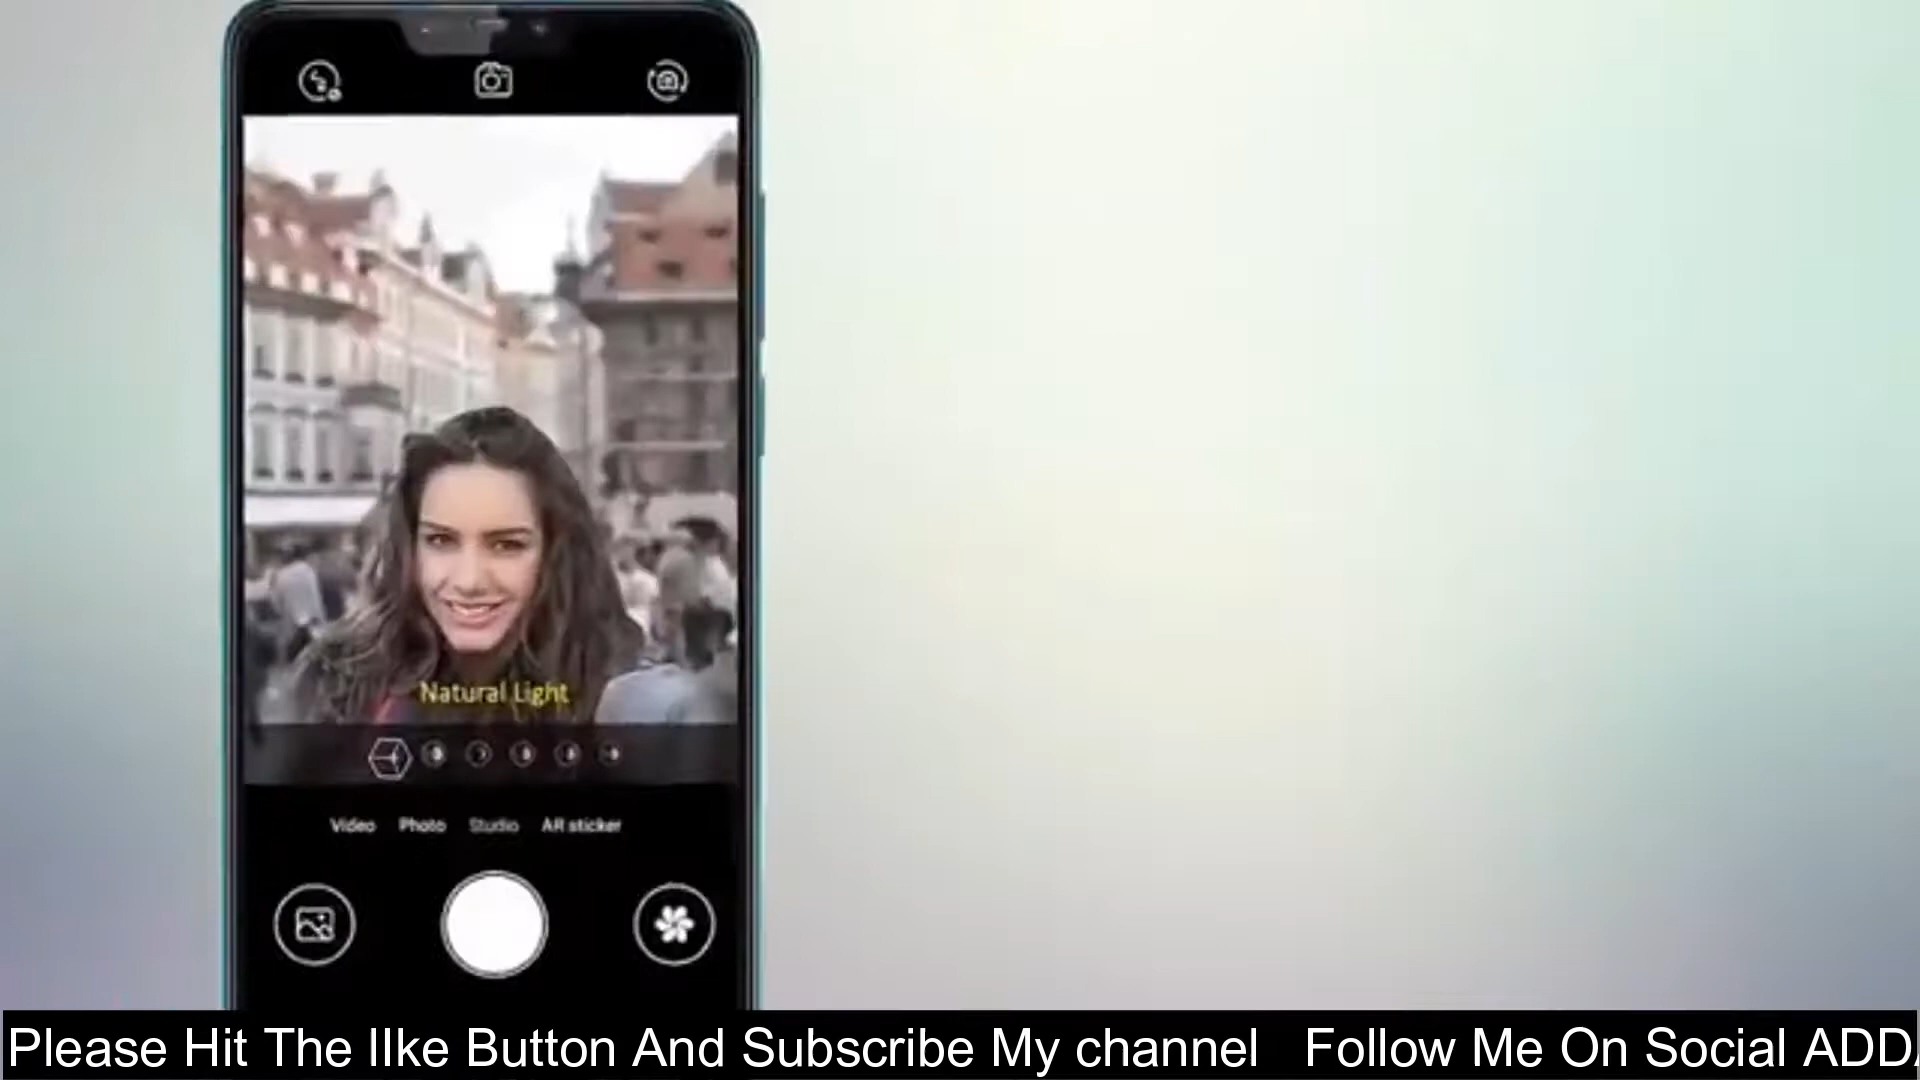 Natural Light
Video Photo Studio AR sticker
Please Hit The lIke Button And Subscribe My channel Follow Me On Social ADD